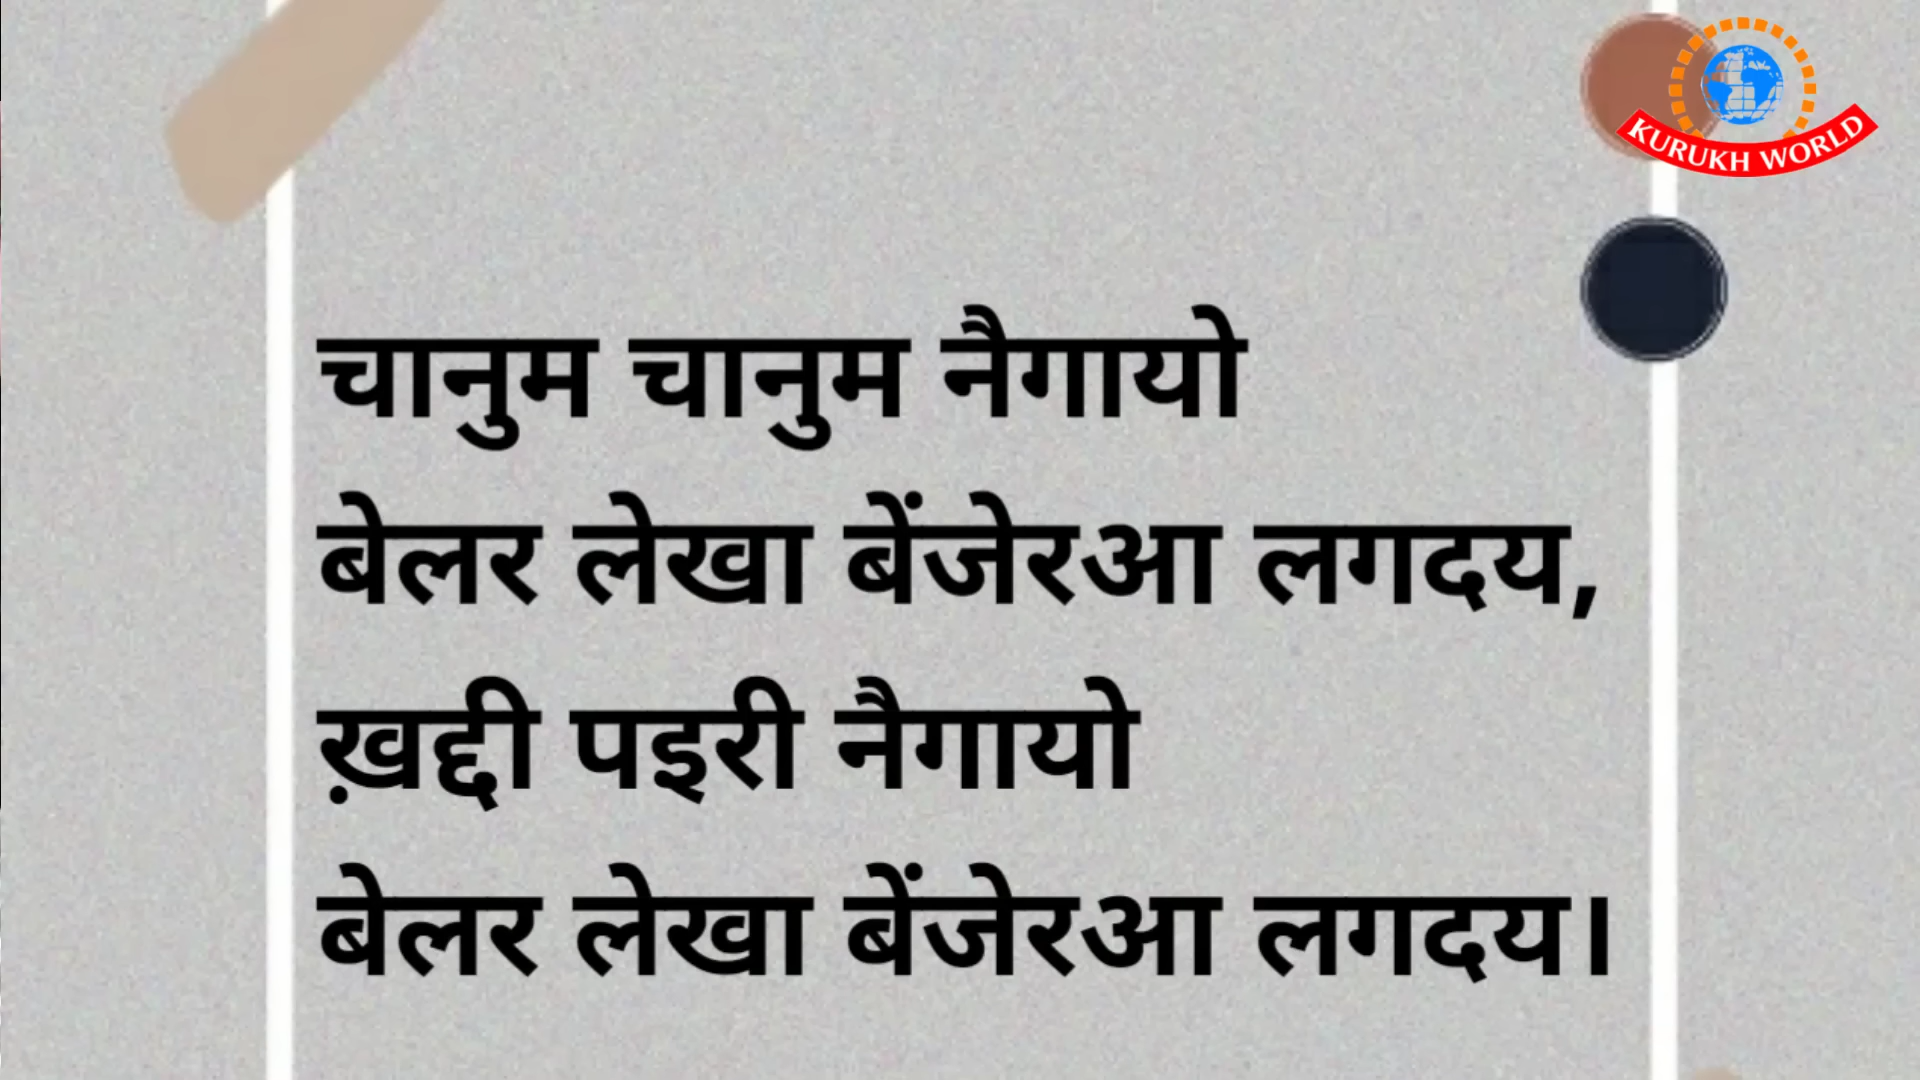 KURUKH WORLD
चानुम चानुम नैगायो
बेलर लेखा बेंजेरआ लगदय,
ख़द्दी पइरी नैगायो
बेलर लेखा बेंजेरआ लगदय।